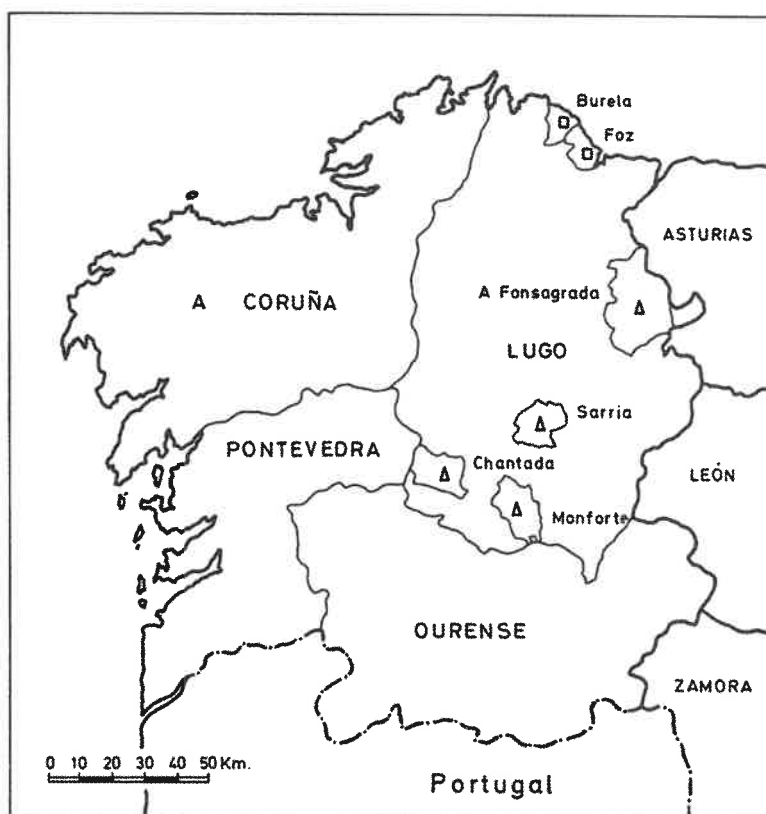 Burela
Foz
ASTURIAS
A Fonsagrada
A CORUÑA
LUGO
Sarria
PONTEVEDRA
Chantada
LEÓN
Monforte
OURENSE
ZAMORA
0 10 20 30 40 50 Km.
Portugal